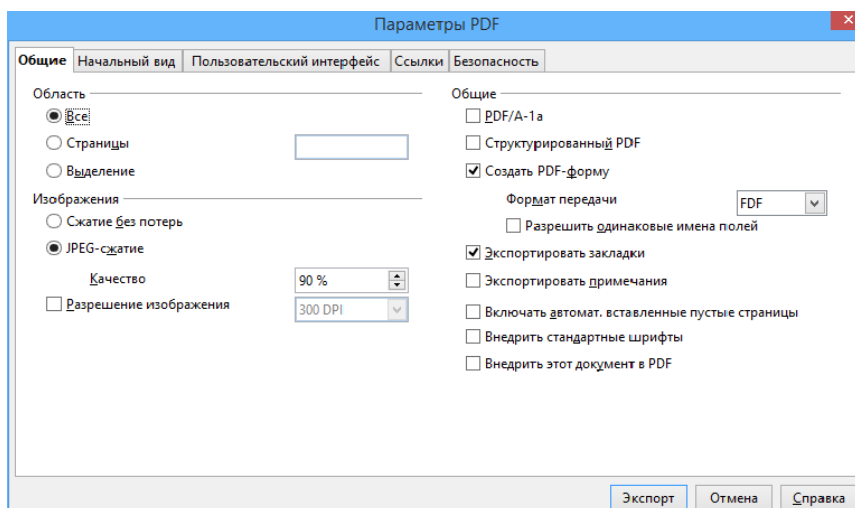 Параметры PDF
Общие Начальный вид Пользовательский интерфейс Ссылки Безопасность
Область
Все
Страницы
Выделение
Изображения
Сжатие без потерь
JPEG-сжатие
Качество 90 %
Разрешение изображения 300 DPI
Общие
PDF/A-1a
Структурированный PDF
Создать PDF-форму
Формат передачи FDF
Разрешить одинаковые имена полей
Экспортировать закладки
Экспортировать примечания
Включать автомат. вставленные пустые страницы
Внедрить стандартные шрифты
Внедрить этот документ в PDF
Экспорт Отмена Справка